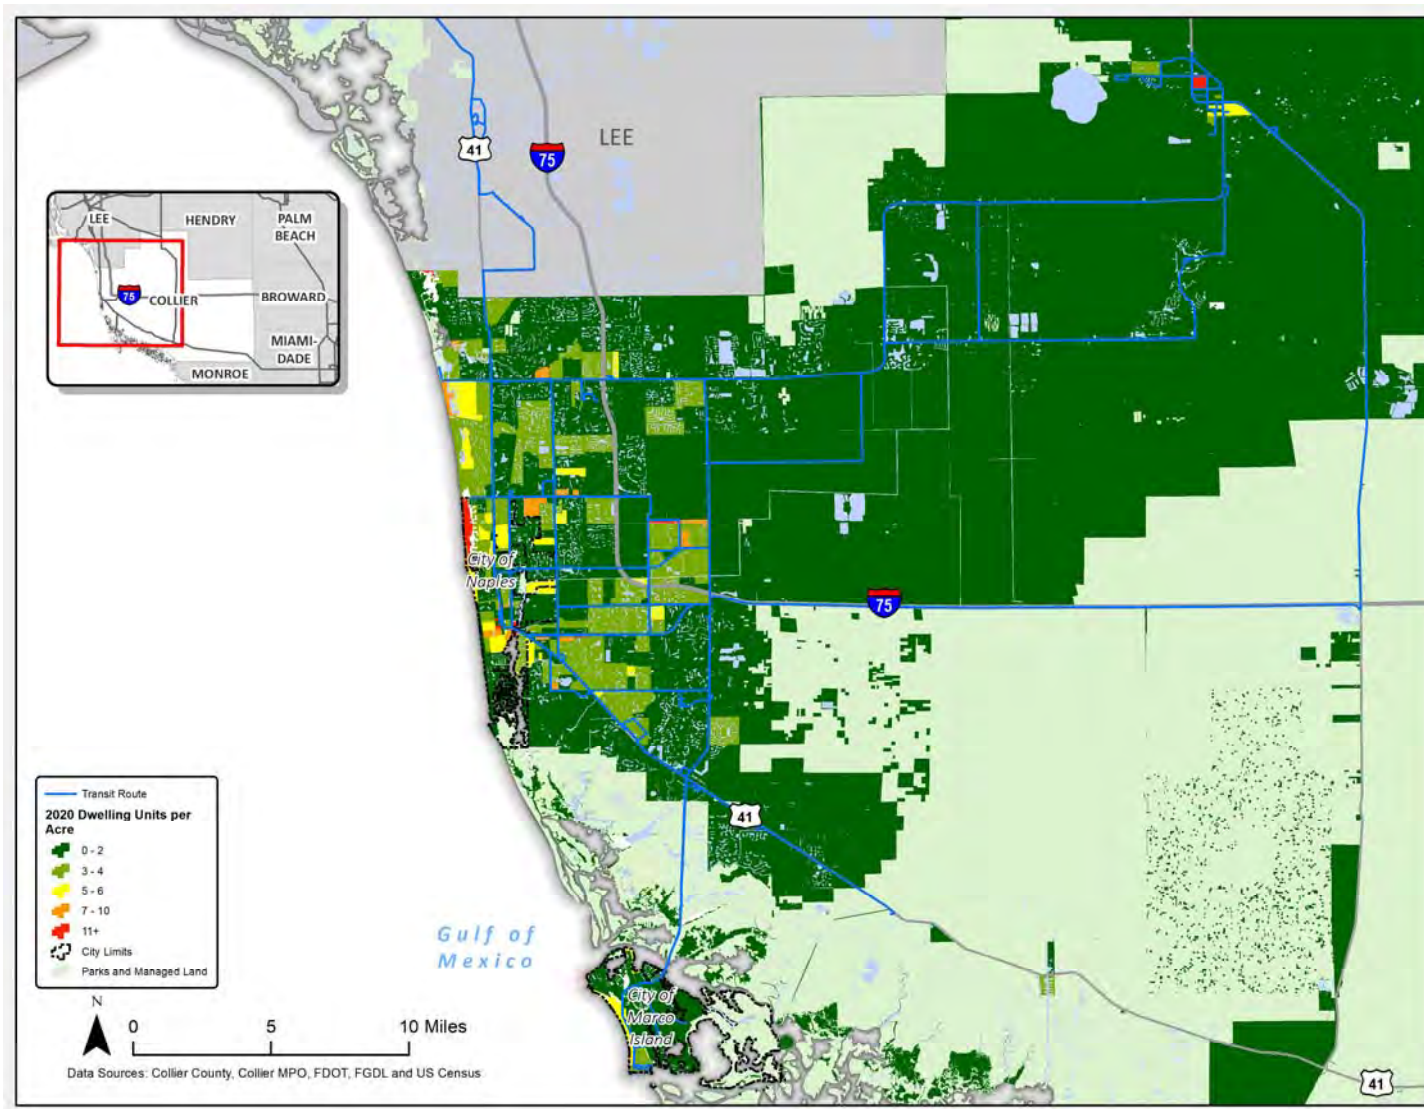 41
75
LEE
LEE
HENDRY
PALM
BEACH
75
COLLIER
BROWARD
MIAMI-
DADE
MONROE
City of
Naples
75
41
Transit Route
2020 Dwelling Units per
Acre
0 - 2
3 - 4
5 - 6
7 - 10
11+
City Limits
Parks and Managed Land
Gulf of
Mexico
City of
Marco
Island
N
0
5
10 Miles
Data Sources: Collier County, Collier MPO, FDOT, FGDL and US Census
41